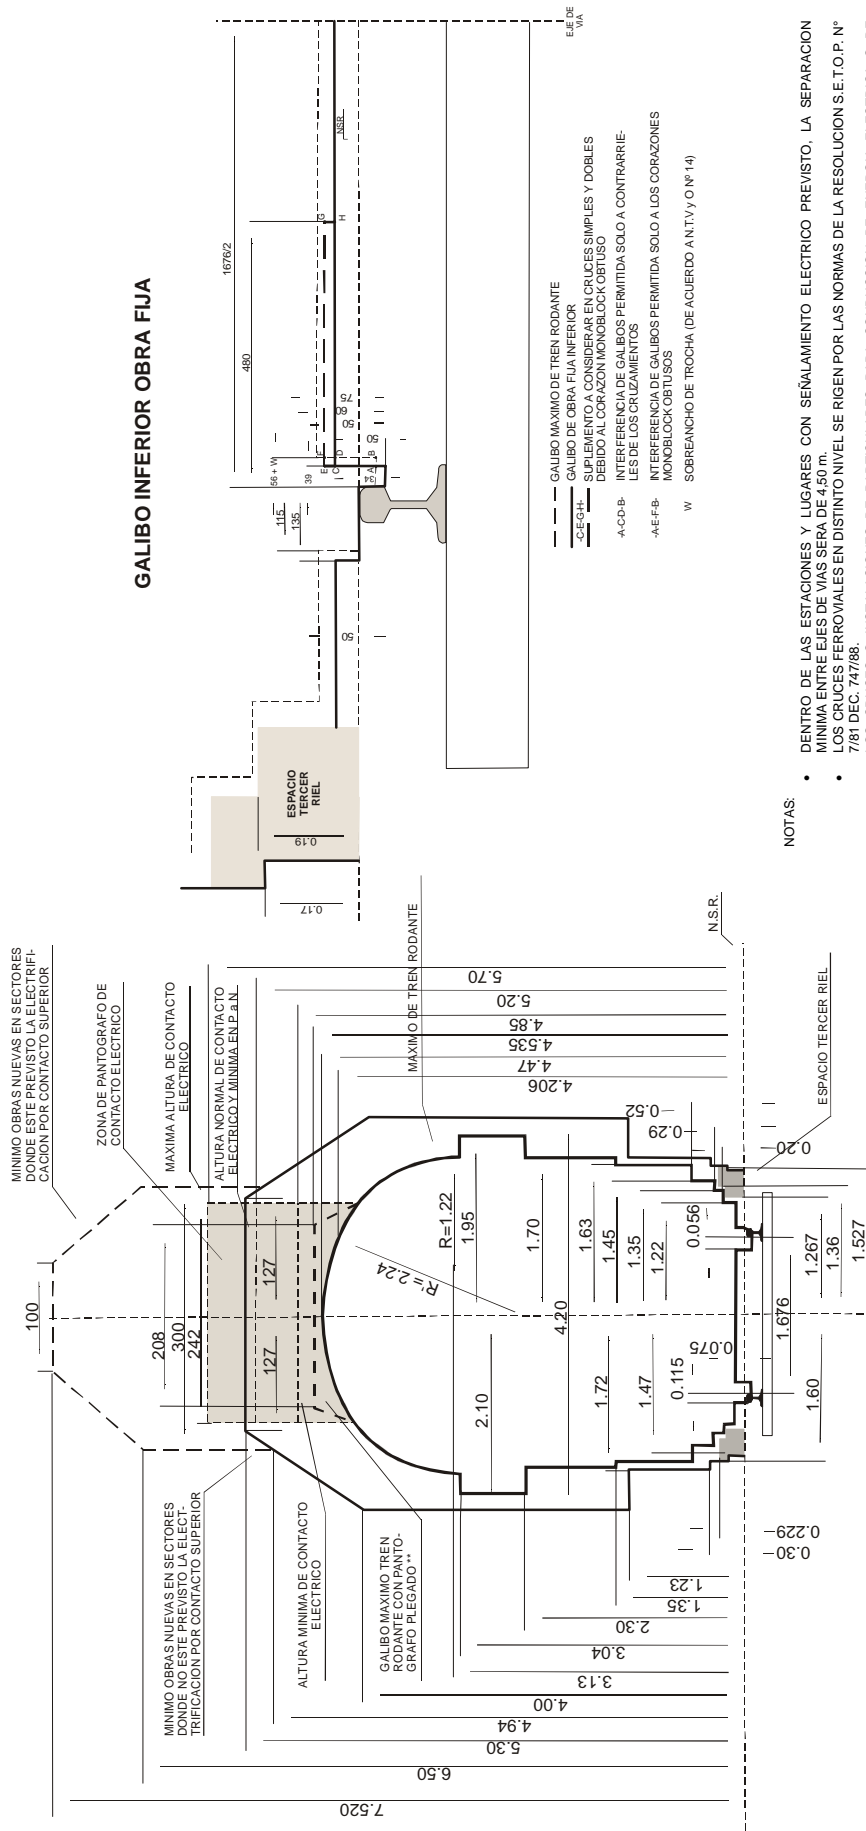 GALIBO INFERIOR OBRA FIJA
EJE DE
VIA
1676/2
480
NSR
G
H
56 + W
39
34
E
F
C
D
A
B
75
60
50
50
115
135
50
ESPACIO
TERCER
RIEL
0.19
0.17
GALIBO MAXIMO DE TREN RODANTE
GALIBO DE OBRA FIJA INFERIOR
-C-E-G-H- SUPLEMENTO A CONSIDERAR EN CRUCES SIMPLES Y DOBLES
DEBIDO AL CORAZON MONOBLOCK OBTUSO
-A-C-D-B- INTERFERENCIA DE GALIBOS PERMITIDA SOLO A CONTRARRIE-
LES DE LOS CRUZAMIENTOS
-A-E-F-B- INTERFERENCIA DE GALIBOS PERMITIDA SOLO A LOS CORAZONES
MONOBLOCK OBTUSOS
W SOBREANCHO DE TROCHA (DE ACUERDO A N.T.V y O Nº 14)
NOTAS:
• DENTRO DE LAS ESTACIONES Y LUGARES CON SEÑALAMIENTO ELECTRICO PREVISTO, LA SEPARACION
MINIMA ENTRE EJES DE VIAS SERA DE 4,50 m.
• LOS CRUCES FERROVIALES EN DISTINTO NIVEL SE RIGEN POR LAS NORMAS DE LA RESOLUCION S.E.T.O.P. Nº
7/81 DEC. 747/88.
MINIMO OBRAS NUEVAS EN SECTORES
DONDE ESTE PREVISTO LA ELECTRIFI-
CACION POR CONTACTO SUPERIOR
ZONA DE PANTOGRAFO DE
CONTACTO ELECTRICO
MAXIMA ALTURA DE CONTACTO
ELECTRICO
ALTURA NORMAL DE CONTACTO
ELECTRICO Y MINIMA EN P a N
MAXIMO DE TREN RODANTE
N.S.R.
ESPACIO TERCER RIEL
MINIMO OBRAS NUEVAS EN SECTORES
DONDE NO ESTE PREVISTO LA ELECT-
TRIFICACION POR CONTACTO SUPERIOR
ALTURA MINIMA DE CONTACTO
ELECTRICO
GALIBO MAXIMO TREN
RODANTE CON PANTO-
GRAFO PLEGADO **
100
208
300
242
127
127
R=1.22
R'=2.24
1.95
2.10
1.70
4.20
1.63
1.45
1.35
1.22
1.72
1.47
0.056
0.075
0.115
1.676
1.267
1.36
1.527
1.60
5.70
5.20
4.85
4.535
4.47
4.206
0.52
0.29
0.20
0.229
0.30
1.23
1.35
2.30
3.04
3.13
4.00
4.94
5.30
6.50
7.520